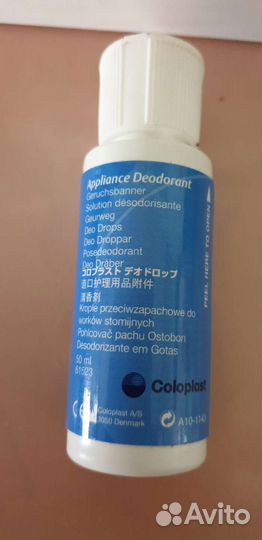 Appliance Deodorant
Geruchsbanner
Solution désodorisante
Geurweg
Deo Drops
Deo Droppar
Posedeodorant
Deo Dråber
コロプラスト デオドロップ
造口护理用品附件
清香剂
Krople przeciwzapachowe do
worków stomijnych
Pohlcovač pachu Ostobon
Desodorizante em Gotas
50 ml
61923
Coloplast
Coloplast A/S
3050 Denmark
A10-1143
PEEL HERE TO OPEN
Avito